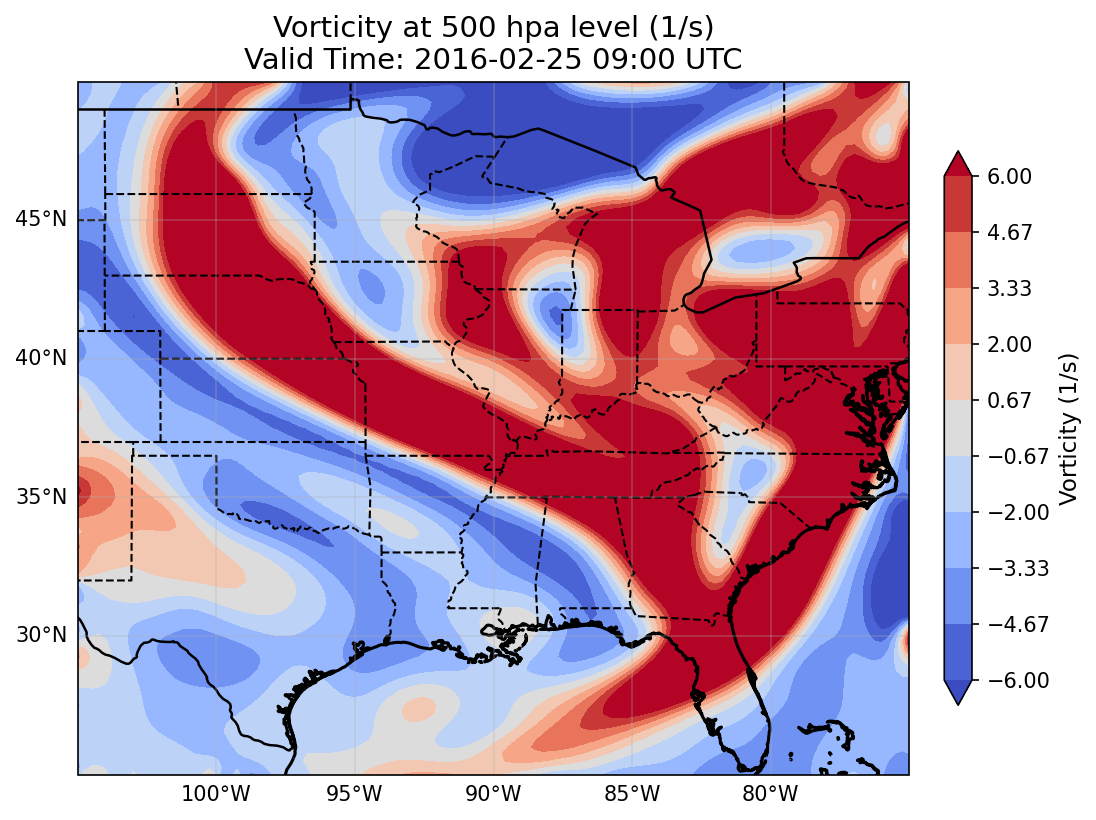 Vorticity at 500 hpa level (1/s)
Valid Time: 2016-02-25 09:00 UTC
45°N
40°N
35°N
30°N
100°W
95°W
90°W
85°W
80°W
6.00
4.67
3.33
2.00
0.67
−0.67
−2.00
−3.33
−4.67
−6.00
Vorticity (1/s)